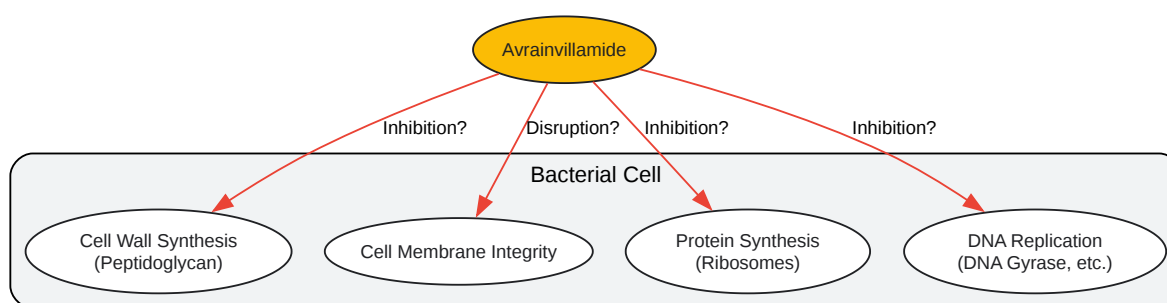 Avrainvillamide
Inhibition?
Disruption?
Inhibition?
Inhibition?
Bacterial Cell
Cell Wall Synthesis
(Peptidoglycan)
Cell Membrane Integrity
Protein Synthesis
(Ribosomes)
DNA Replication
(DNA Gyrase, etc.)